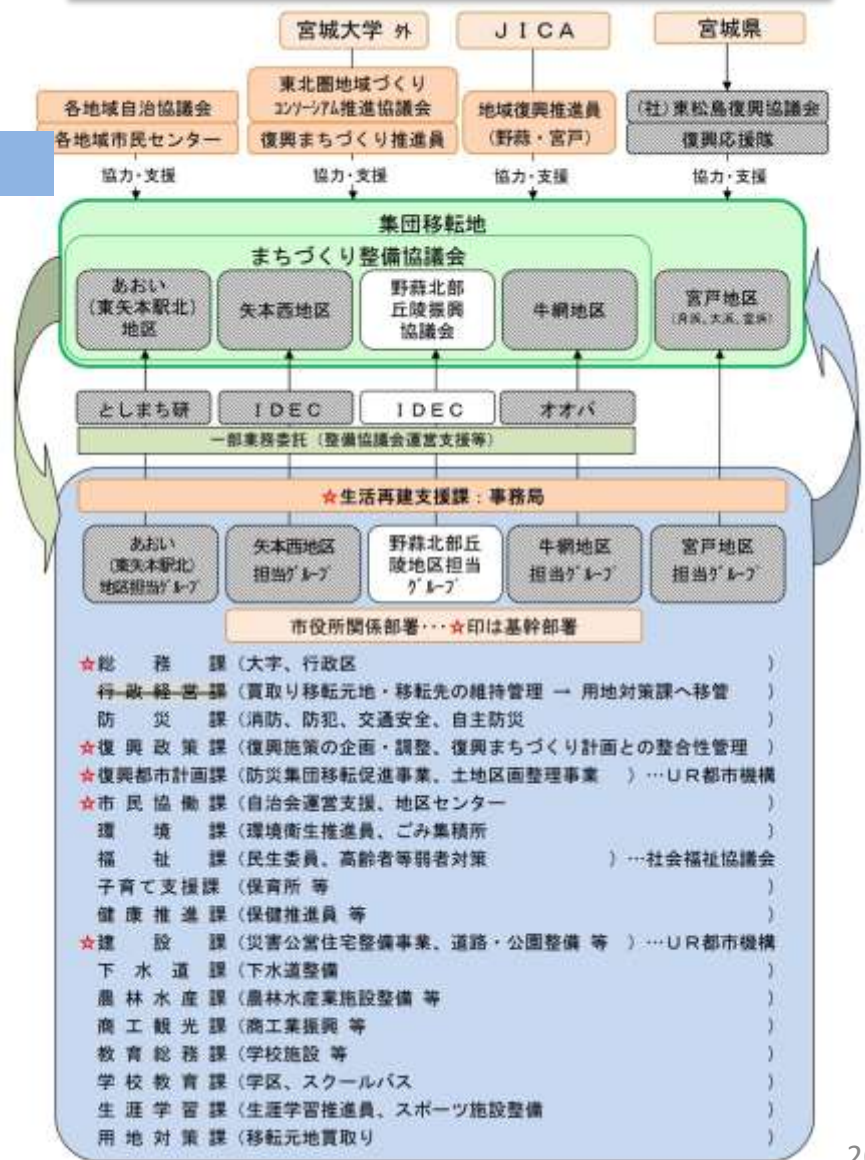 宮城大学 外
ＪＩＣＡ
宮城県
各地域自治協議会
各地域市民センター
東北圏地域づくり
コンソーシアム推進協議会
復興まちづくり推進員
地域復興推進員
(野蒜・宮戸)
(社)東松島復興協議会
復興応援隊
協力・支援
協力・支援
協力・支援
協力・支援
集団移転地
まちづくり整備協議会
あおい
(東矢本駅北)
地区
矢本西地区
野蒜北部
丘陵振興
協議会
牛網地区
宮戸地区
(月浜、大浜、室浜)
としまち研
ＩＤＥＣ
ＩＤＥＣ
オオバ
一部業務委託 (整備協議会運営支援等)
☆生活再建支援課：事務局
あおい
(東矢本駅北)
地区担当グループ
矢本西地区
担当グループ
野蒜北部丘
陵地区担当
グループ
牛網地区
担当グループ
宮戸地区
担当グループ
市役所関係部署･･･☆印は基幹部署
☆総　務　課 (大字、行政区 )
行政経営課 (買取り移転元地・移転先の維持管理 → 用地対策課へ移管 )
防　災　課 (消防、防犯、交通安全、自主防災 )
☆復興政策課 (復興施策の企画・調整、復興まちづくり計画との整合性管理 )
☆復興都市計画課 (防災集団移転促進事業、土地区画整理事業 ) …ＵＲ都市機構
☆市民協働課 (自治会運営支援、地区センター )
環　境　課 (環境衛生推進員、ごみ集積所 )
福　祉　課 (民生委員、高齢者等弱者対策 ) …社会福祉協議会
子育て支援課 (保育所 等 )
健康推進課 (保健推進員 等 )
☆建　設　課 (災害公営住宅整備事業、道路・公園整備 等 ) …ＵＲ都市機構
下水道課 (下水道整備 )
農林水産課 (農林水産業施設整備 等 )
商工観光課 (商工業振興 等 )
教育総務課 (学校施設 等 )
学校教育課 (学区、スクールバス )
生涯学習課 (生涯学習推進員、スポーツ施設整備 )
用地対策課 (移転元地買取り )